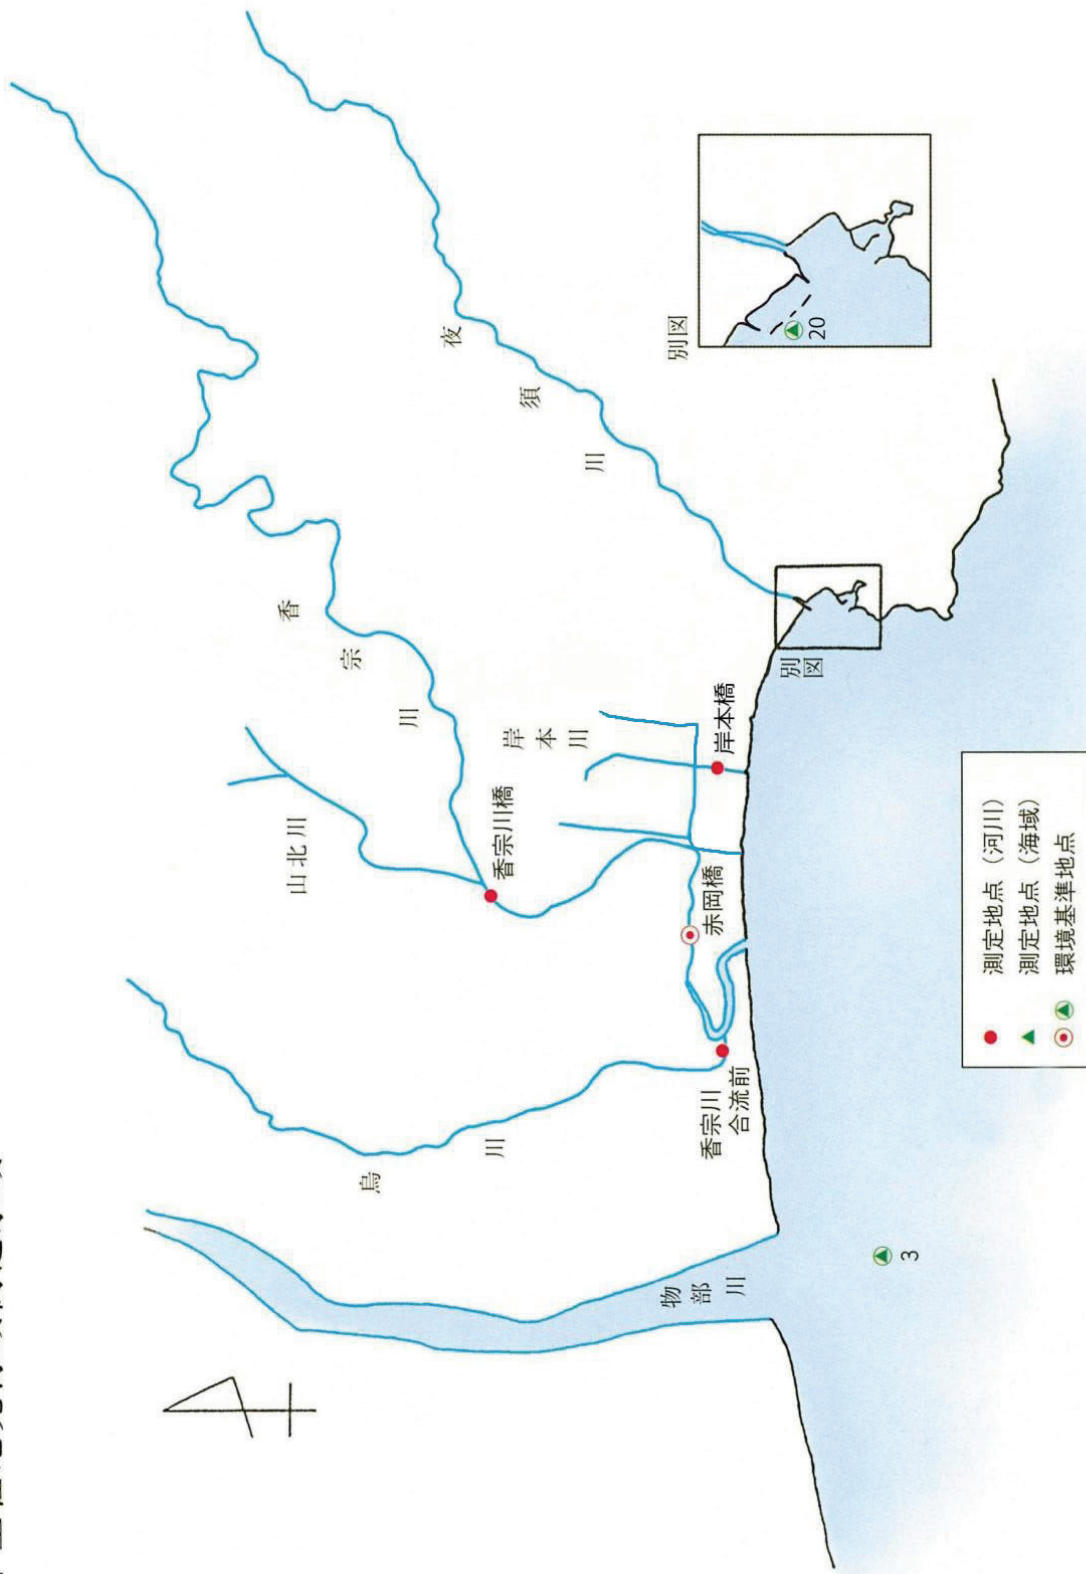 物部川
烏川
香宗川
合流前
赤岡橋
香宗川橋
山北川
香宗川
岸本川
岸本橋
夜須川
別図
別図
20
3
測定地点（河川）
測定地点（海域）
環境基準地点